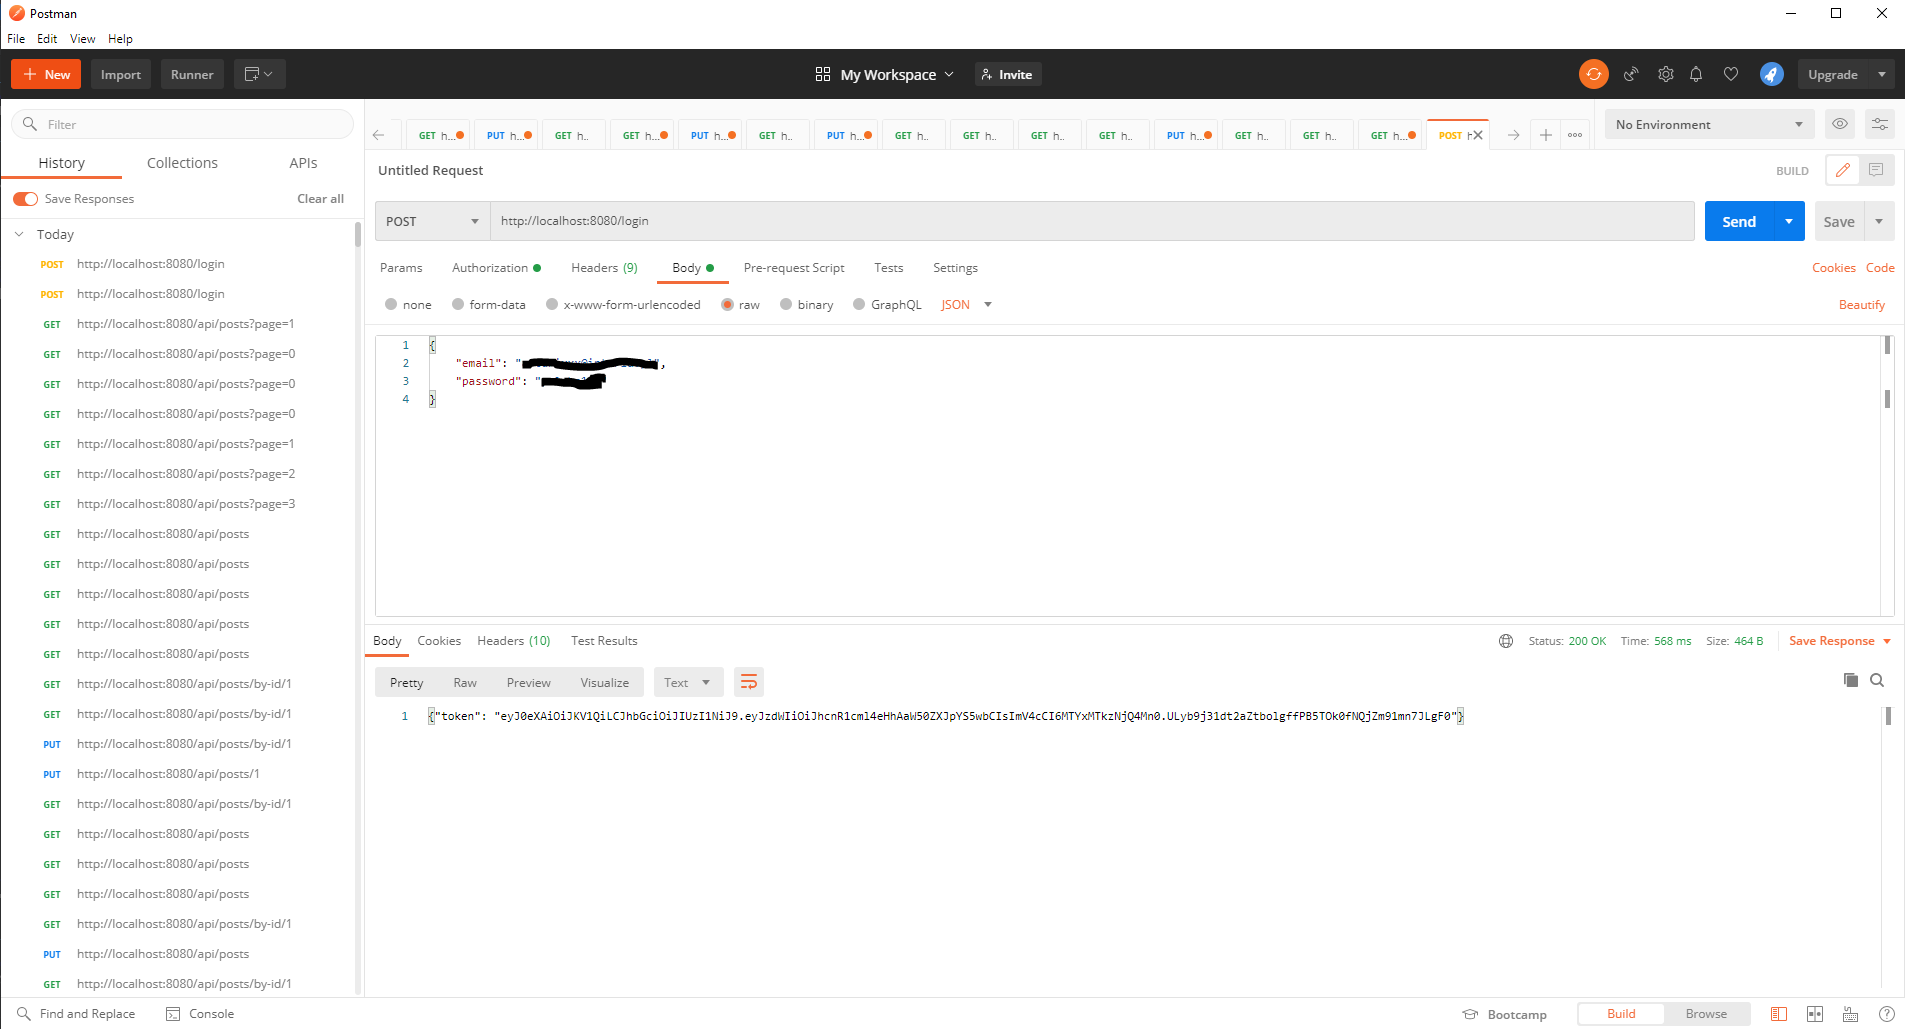 Postman
File Edit View Help
New Import Runner My Workspace Invite Upgrade
Filter
History Collections APIs
Save Responses Clear all
Today
POST http://localhost:8080/login
POST http://localhost:8080/login
GET http://localhost:8080/api/posts?page=1
GET http://localhost:8080/api/posts?page=0
GET http://localhost:8080/api/posts?page=0
GET http://localhost:8080/api/posts?page=0
GET http://localhost:8080/api/posts?page=1
GET http://localhost:8080/api/posts?page=2
GET http://localhost:8080/api/posts?page=3
GET http://localhost:8080/api/posts
GET http://localhost:8080/api/posts
GET http://localhost:8080/api/posts
GET http://localhost:8080/api/posts
GET http://localhost:8080/api/posts
GET http://localhost:8080/api/posts/by-id/1
GET http://localhost:8080/api/posts/by-id/1
PUT http://localhost:8080/api/posts/by-id/1
PUT http://localhost:8080/api/posts/1
GET http://localhost:8080/api/posts/by-id/1
GET http://localhost:8080/api/posts
GET http://localhost:8080/api/posts
GET http://localhost:8080/api/posts
GET http://localhost:8080/api/posts/by-id/1
PUT http://localhost:8080/api/posts
GET http://localhost:8080/api/posts/by-id/1
GET h... PUT h... GET h.. GET h... PUT h... GET h.. PUT h... GET h.. GET h.. GET h.. GET h.. PUT h... GET h.. GET h.. GET h... POST h
No Environment
Untitled Request BUILD
POST http://localhost:8080/login Send Save
Params Authorization Headers (9) Body Pre-request Script Tests Settings Cookies Code
none form-data x-www-form-urlencoded raw binary GraphQL JSON Beautify
1 {
2 "email": "",
3 "password": "
4 }
Body Cookies Headers (10) Test Results Status: 200 OK Time: 568 ms Size: 464 B Save Response
Pretty Raw Preview Visualize Text
1 {"token": "eyJ0eXAiOiJKV1QiLCJhbGciOiJIUzI1NiJ9.eyJzdWIiOiJhcnR1cml4eHhAaW50ZXJpYS5wbCIsImV4cCI6MTYxMTkzNjQ4Mn0.ULyb9j31dt2aZtbolgffPB5TOk0fNQjZm91mn7JLgF0"}
Find and Replace Console Bootcamp Build Browse